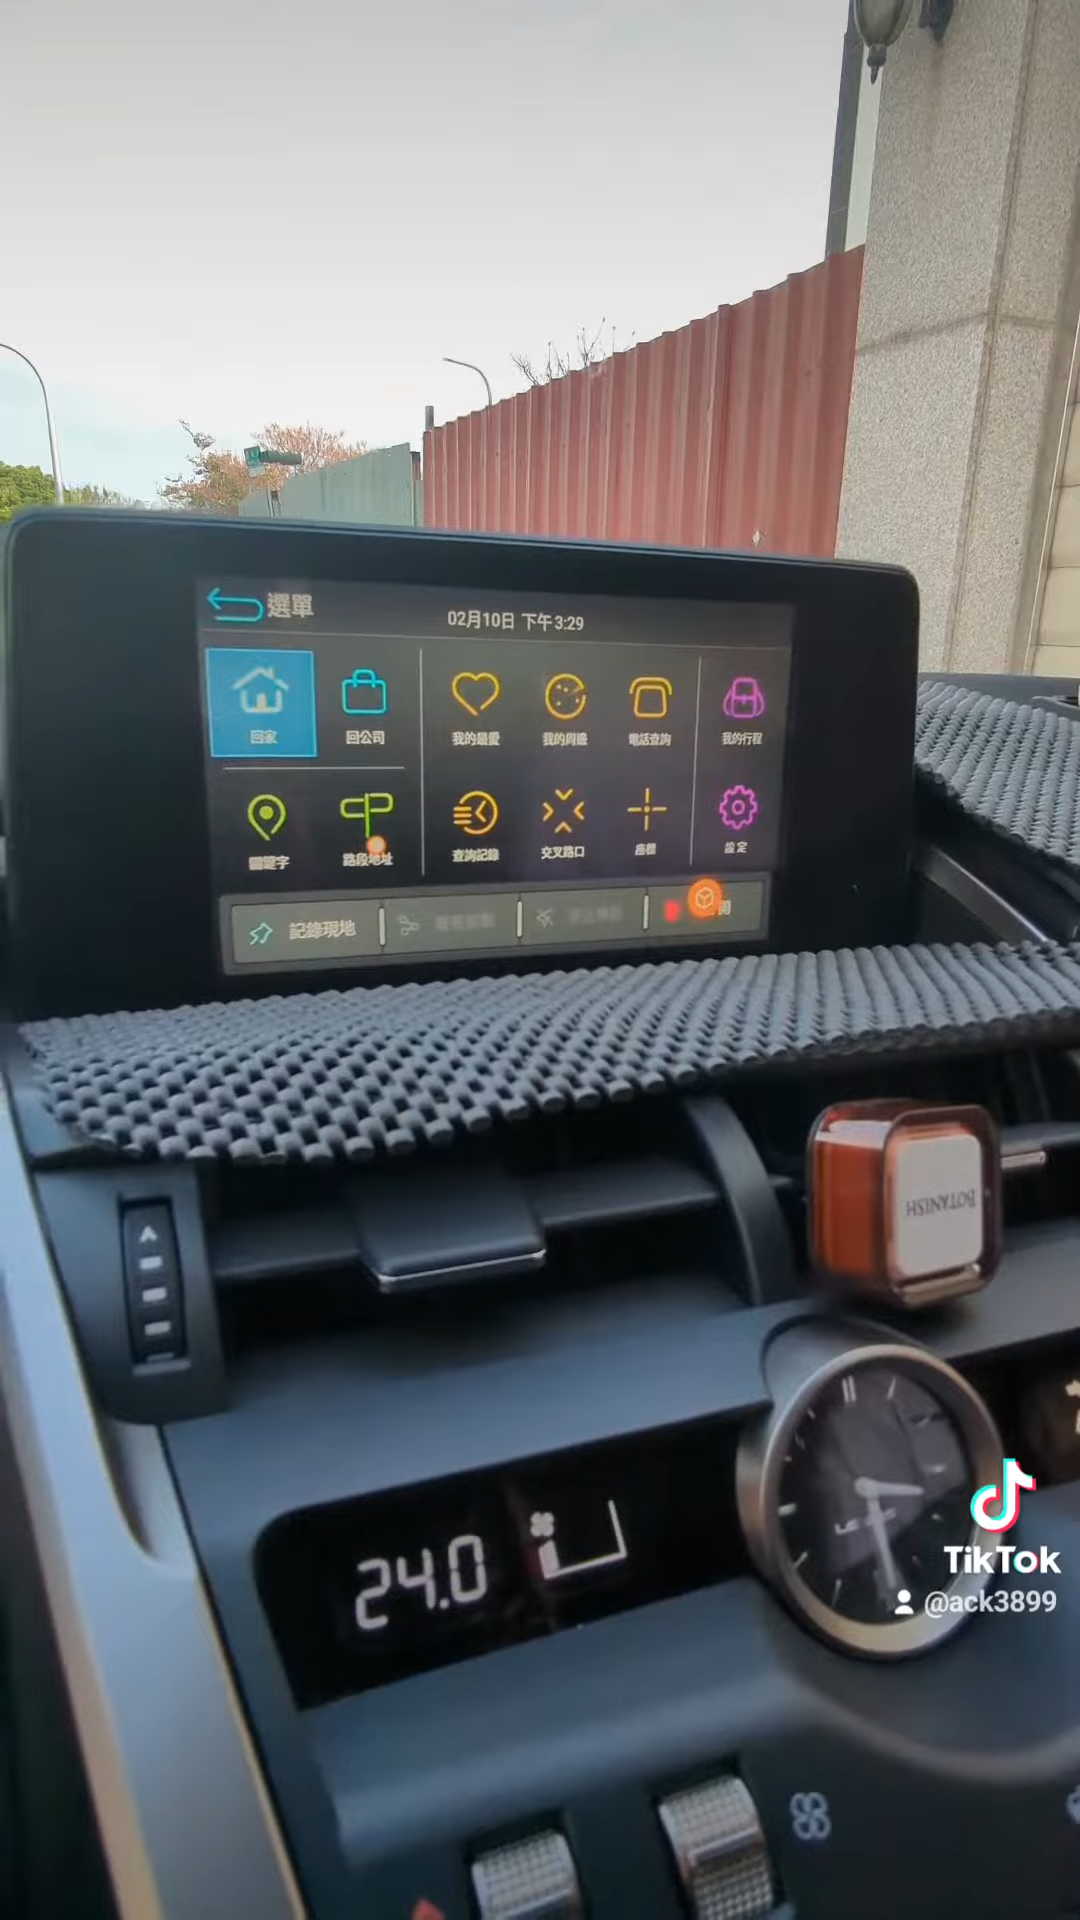 選單
02月10日 下午3:29
回家
回公司
我的最愛
我的周邊
電話查詢
我的行程
關鍵字
路段地址
查詢記錄
交叉路口
座標
設定
記錄現地
BOTANISH
24.0
TikTok
@ack3899